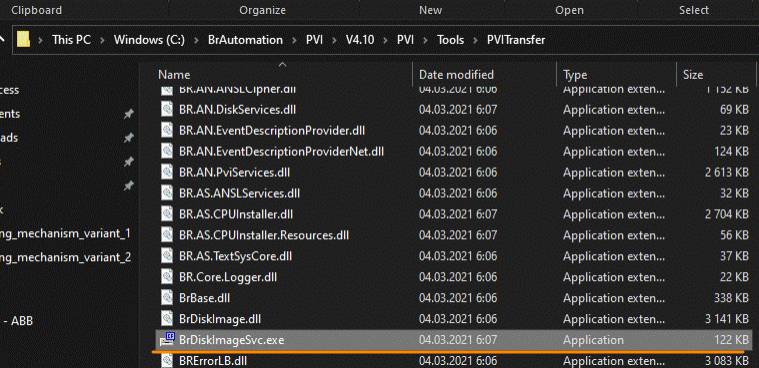 Clipboard Organize New Open Select
This PC > Windows (C:) > BrAutomation > PVI > V4.10 > PVI > Tools > PVITransfer
Name Date modified Type Size
BR.AN.ANSLCipher.dll 04.03.2021 6:06 Application exten... 1 152 KB
BR.AN.DiskServices.dll 04.03.2021 6:07 Application exten... 69 KB
BR.AN.EventDescriptionProvider.dll 04.03.2021 6:06 Application exten... 23 KB
BR.AN.EventDescriptionProviderNet.dll 04.03.2021 6:06 Application exten... 124 KB
BR.AN.PviServices.dll 04.03.2021 6:06 Application exten... 2 613 KB
BR.AS.ANSLServices.dll 04.03.2021 6:06 Application exten... 32 KB
BR.AS.CPUInstaller.dll 04.03.2021 6:07 Application exten... 2 704 KB
BR.AS.CPUInstaller.Resources.dll 04.03.2021 6:07 Application exten... 56 KB
BR.AS.TextSysCore.dll 04.03.2021 6:06 Application exten... 37 KB
BR.Core.Logger.dll 04.03.2021 6:06 Application exten... 22 KB
BrBase.dll 04.03.2021 6:06 Application exten... 338 KB
BrDiskImage.dll 04.03.2021 6:06 Application exten... 3 141 KB
BrDiskImageSvc.exe 04.03.2021 6:07 Application 122 KB
BRErrorLB.dll 04.03.2021 6:06 Application exten... 3 083 KB
cess
ents
ads
s
k
ng_mechanism_variant_1
ng_mechanism_variant_2
- ABB